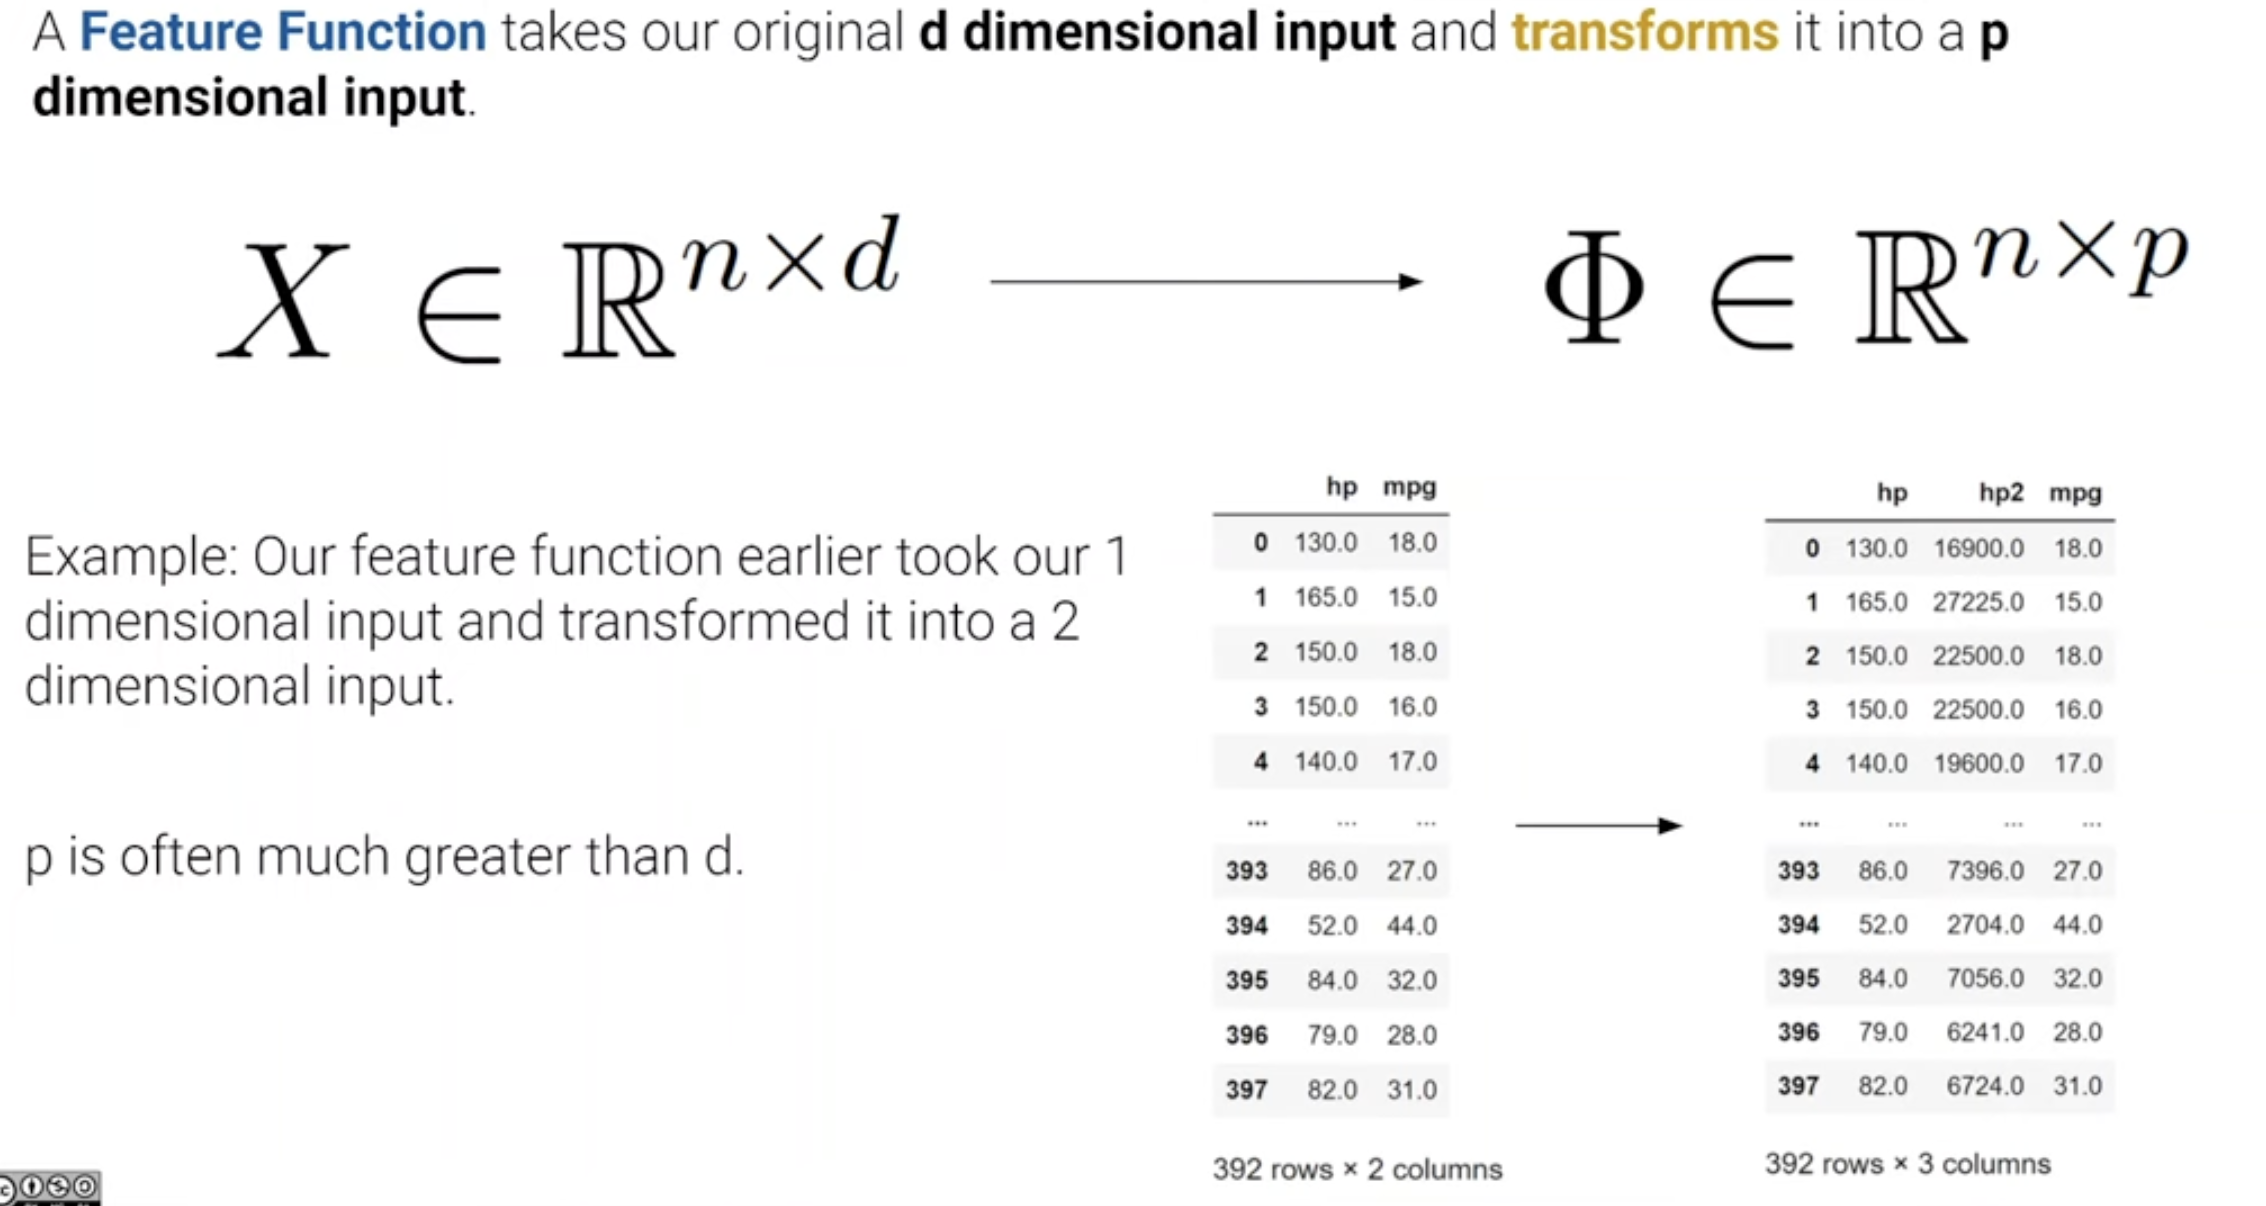 A Feature Function takes our original d dimensional input and transforms it into a p
dimensional input.
X ∈ ℝ^{n×d}
Φ ∈ ℝ^{n×p}
Example: Our feature function earlier took our 1
dimensional input and transformed it into a 2
dimensional input.
p is often much greater than d.
hp mpg
0 130.0 18.0
1 165.0 15.0
2 150.0 18.0
3 150.0 16.0
4 140.0 17.0
... ... ...
393 86.0 27.0
394 52.0 44.0
395 84.0 32.0
396 79.0 28.0
397 82.0 31.0
392 rows × 2 columns
hp hp2 mpg
0 130.0 16900.0 18.0
1 165.0 27225.0 15.0
2 150.0 22500.0 18.0
3 150.0 22500.0 16.0
4 140.0 19600.0 17.0
... ... ... ...
393 86.0 7396.0 27.0
394 52.0 2704.0 44.0
395 84.0 7056.0 32.0
396 79.0 6241.0 28.0
397 82.0 6724.0 31.0
392 rows × 3 columns